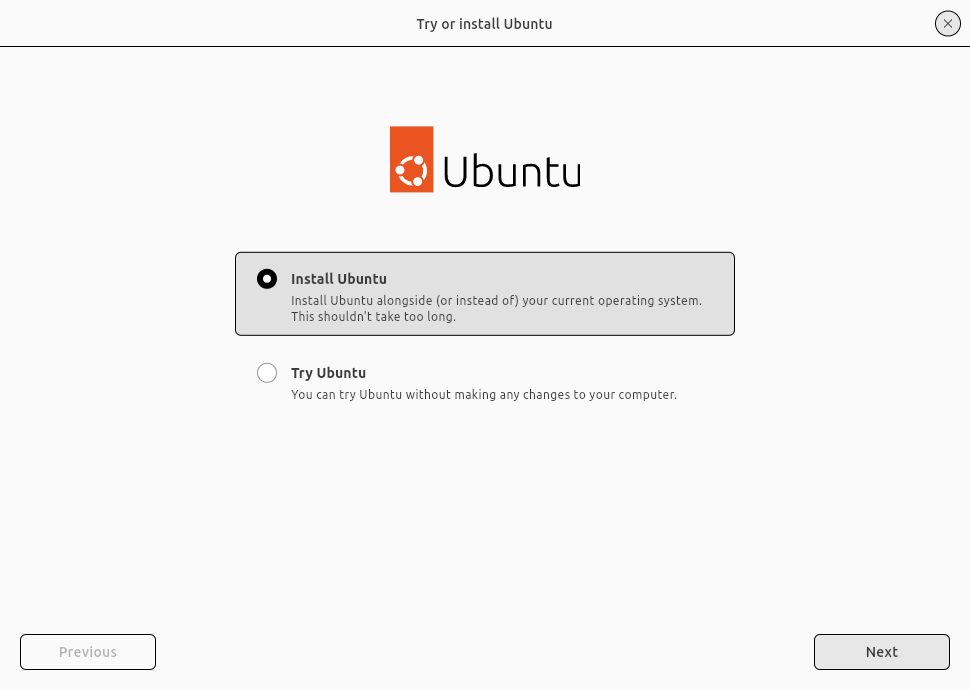 Try or install Ubuntu
Ubuntu
Install Ubuntu
Install Ubuntu alongside (or instead of) your current operating system.
This shouldn't take too long.
Try Ubuntu
You can try Ubuntu without making any changes to your computer.
Previous
Next